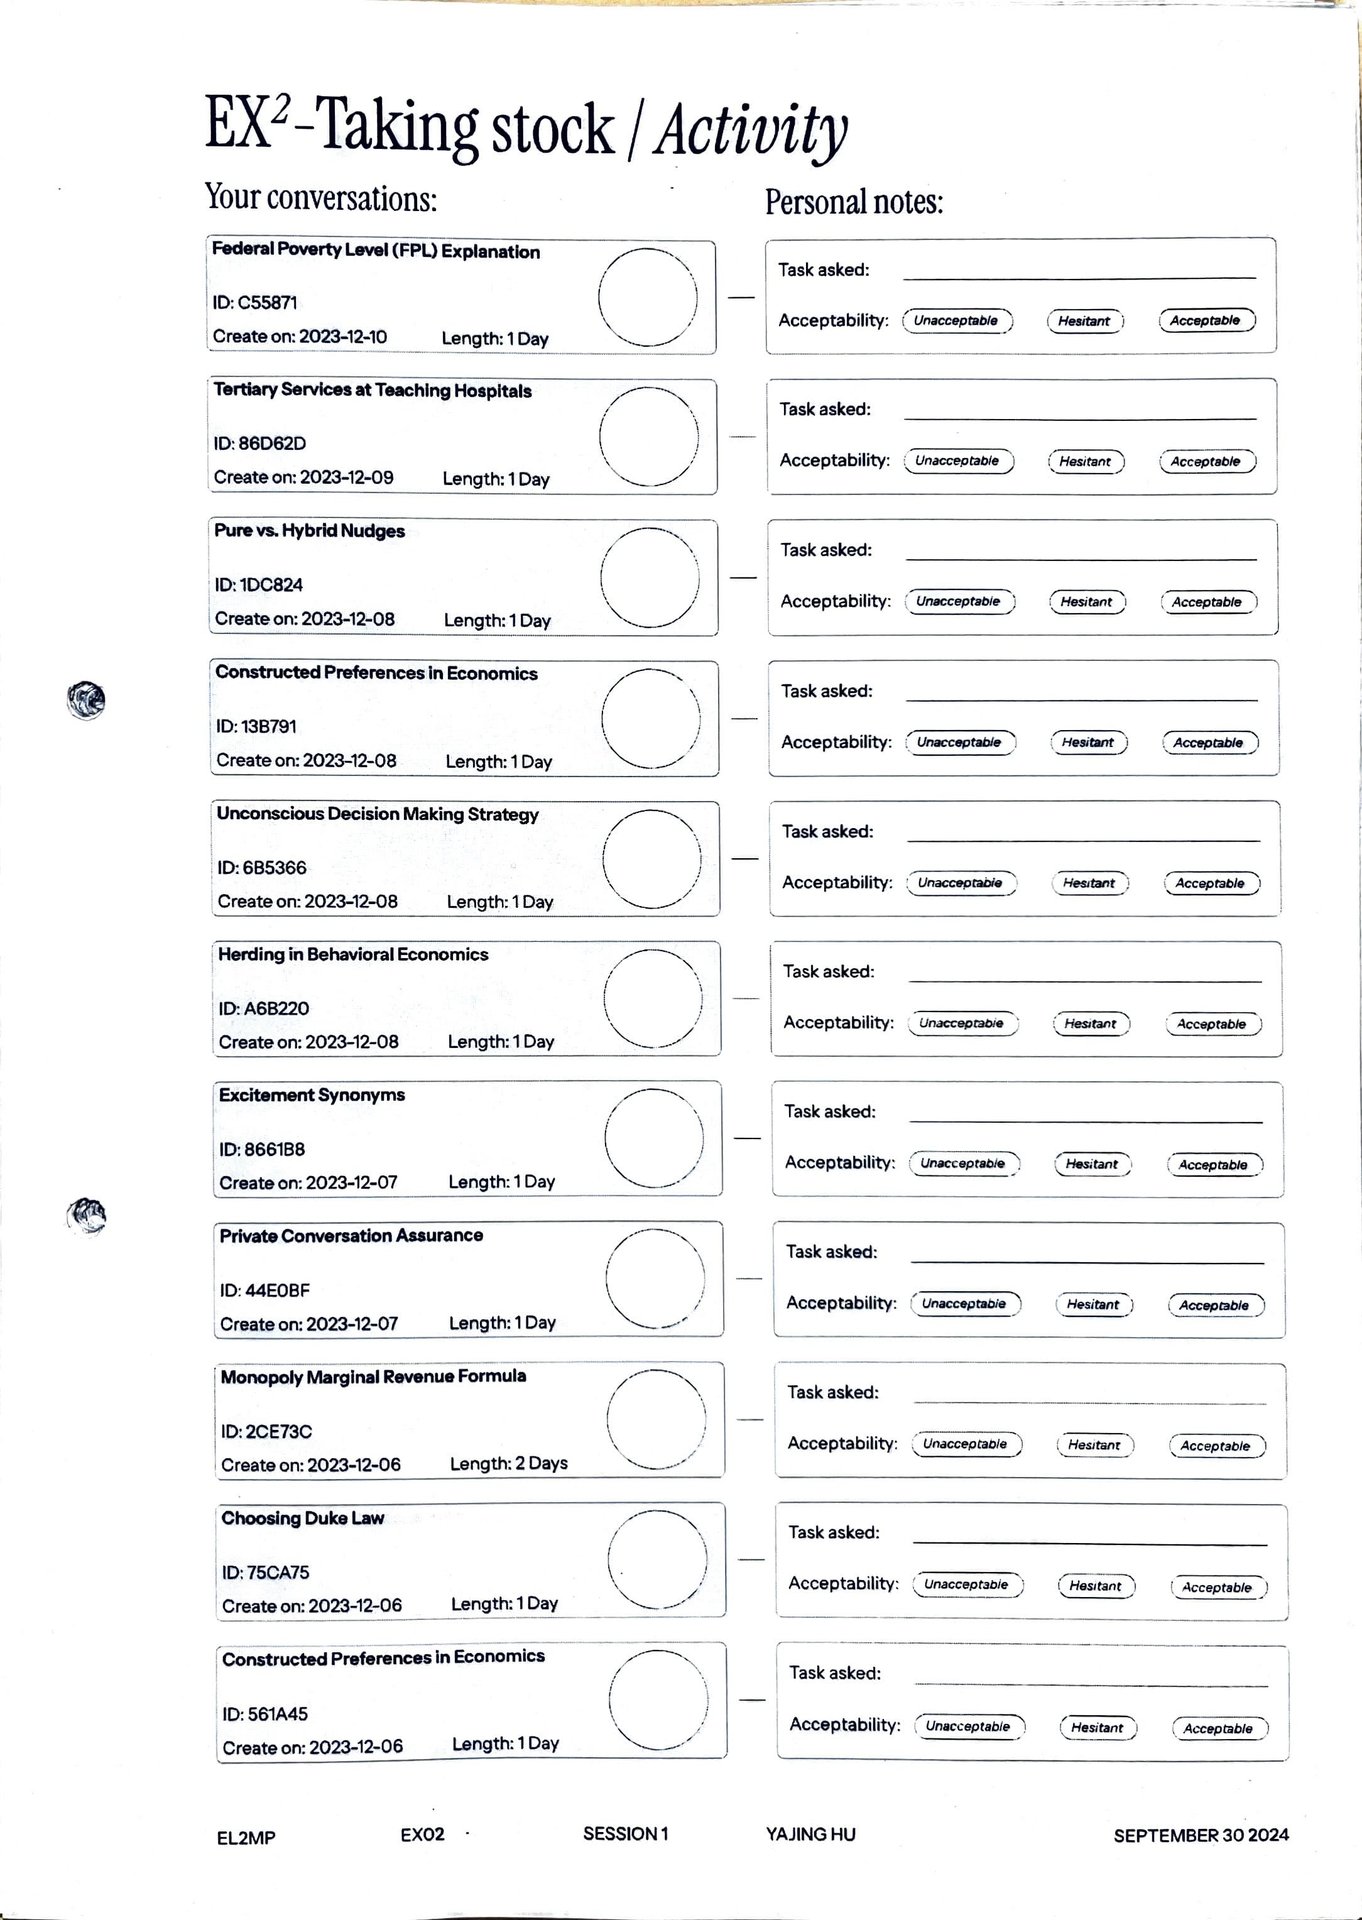 EX²-Taking stock / Activity
Your conversations:
Personal notes:
Federal Poverty Level (FPL) Explanation
ID: C55871
Create on: 2023-12-10 Length: 1 Day
Task asked:
Acceptability: Unacceptable Hesitant Acceptable
Tertiary Services at Teaching Hospitals
ID: 86D62D
Create on: 2023-12-09 Length: 1 Day
Task asked:
Acceptability: Unacceptable Hesitant Acceptable
Pure vs. Hybrid Nudges
ID: 1DC824
Create on: 2023-12-08 Length: 1 Day
Task asked:
Acceptability: Unacceptable Hesitant Acceptable
Constructed Preferences in Economics
ID: 13B791
Create on: 2023-12-08 Length: 1 Day
Task asked:
Acceptability: Unacceptable Hesitant Acceptable
Unconscious Decision Making Strategy
ID: 6B5366
Create on: 2023-12-08 Length: 1 Day
Task asked:
Acceptability: Unacceptable Hesitant Acceptable
Herding in Behavioral Economics
ID: A6B220
Create on: 2023-12-08 Length: 1 Day
Task asked:
Acceptability: Unacceptable Hesitant Acceptable
Excitement Synonyms
ID: 8661B8
Create on: 2023-12-07 Length: 1 Day
Task asked:
Acceptability: Unacceptable Hesitant Acceptable
Private Conversation Assurance
ID: 44E0BF
Create on: 2023-12-07 Length: 1 Day
Task asked:
Acceptability: Unacceptable Hesitant Acceptable
Monopoly Marginal Revenue Formula
ID: 2CE73C
Create on: 2023-12-06 Length: 2 Days
Task asked:
Acceptability: Unacceptable Hesitant Acceptable
Choosing Duke Law
ID: 75CA75
Create on: 2023-12-06 Length: 1 Day
Task asked:
Acceptability: Unacceptable Hesitant Acceptable
Constructed Preferences in Economics
ID: 561A45
Create on: 2023-12-06 Length: 1 Day
Task asked:
Acceptability: Unacceptable Hesitant Acceptable
EL2MP EX02 SESSION 1 YAJING HU SEPTEMBER 30 2024